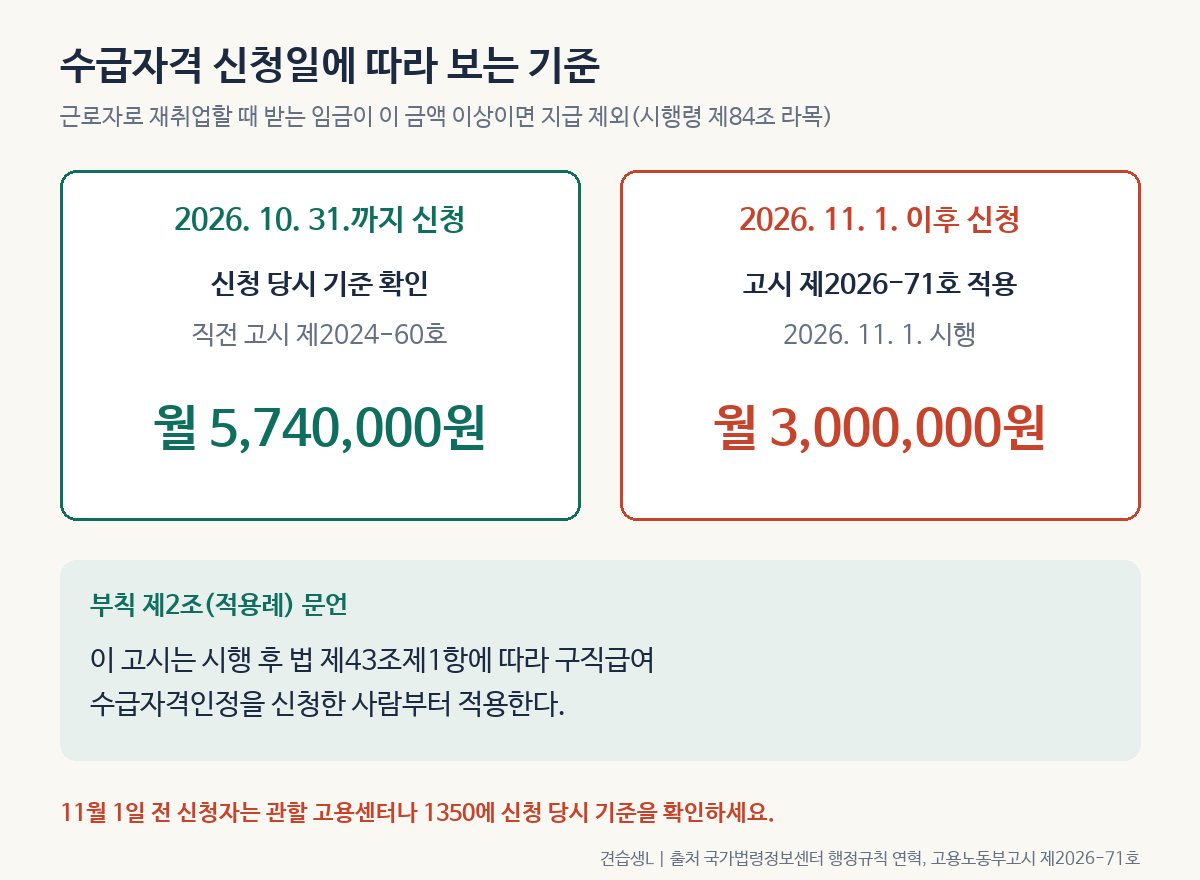 수급자격 신청일에 따라 보는 기준
근로자로 재취업할 때 받는 임금이 이 금액 이상이면 지급 제외(시행령 제84조 라목)
2026. 10. 31.까지 신청
신청 당시 기준 확인
직전 고시 제2024-60호
월 5,740,000원
2026. 11. 1. 이후 신청
고시 제2026-71호 적용
2026. 11. 1. 시행
월 3,000,000원
부칙 제2조(적용례) 문언
이 고시는 시행 후 법 제43조제1항에 따라 구직급여
수급자격인정을 신청한 사람부터 적용한다.
11월 1일 전 신청자는 관할 고용센터나 1350에 신청 당시 기준을 확인하세요.
견습생L | 출처 국가법령정보센터 행정규칙 연혁, 고용노동부고시 제2026-71호